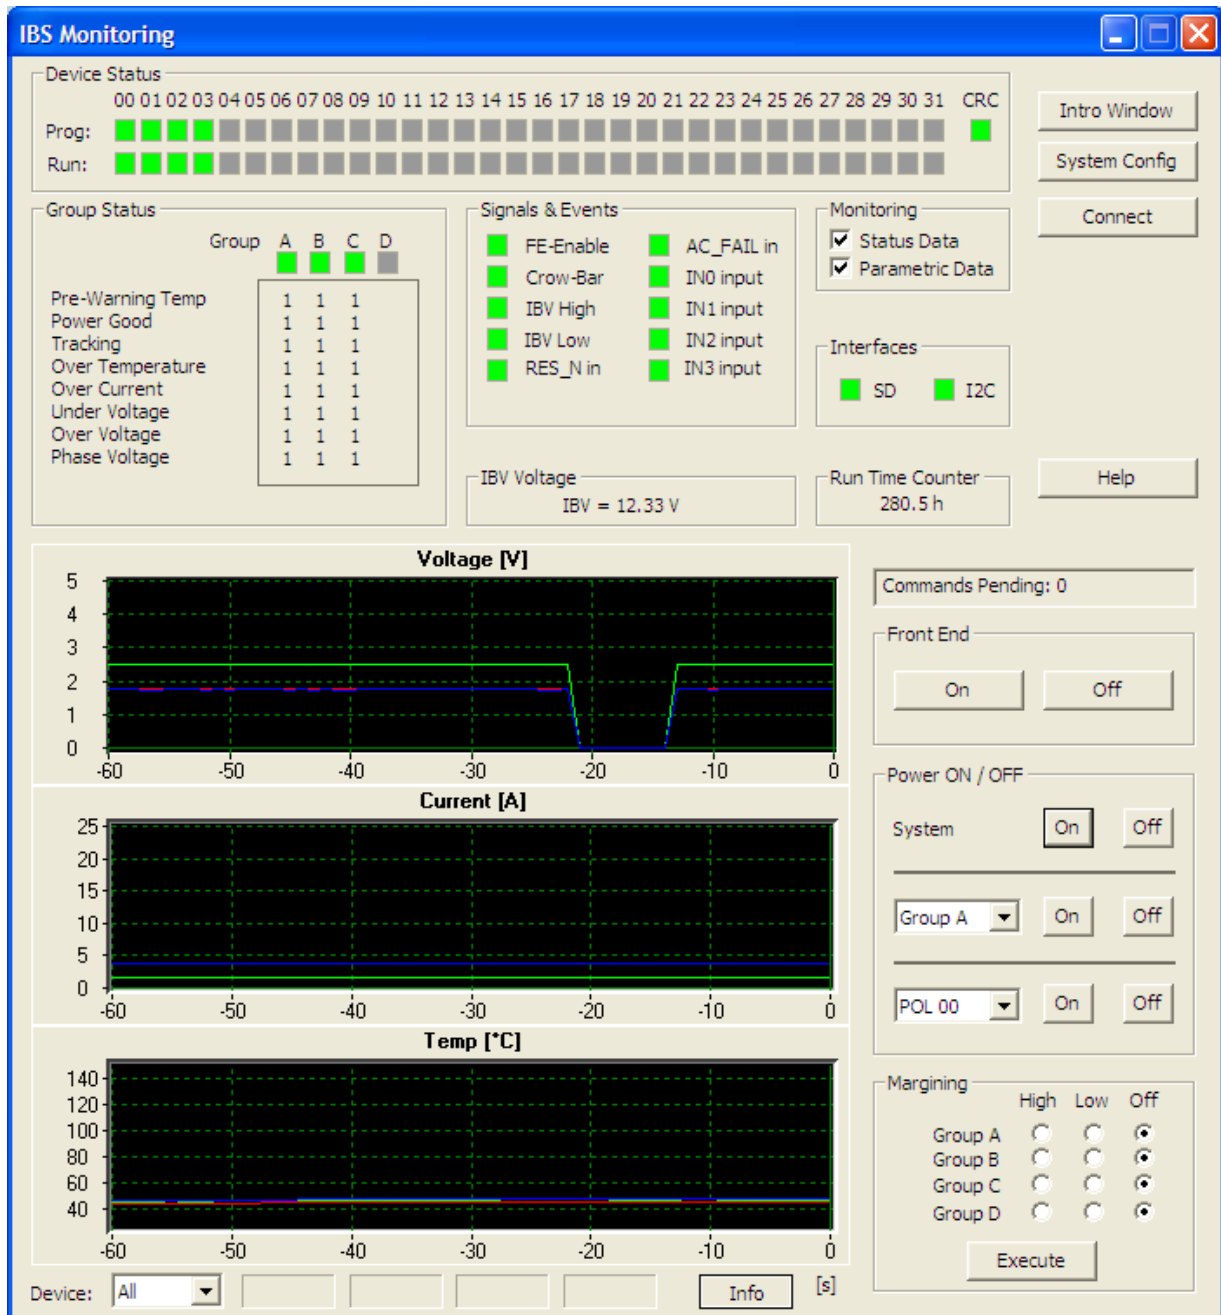 IBS Monitoring
Device Status
00 01 02 03 04 05 06 07 08 09 10 11 12 13 14 15 16 17 18 19 20 21 22 23 24 25 26 27 28 29 30 31 CRC
Prog:
Run:
Intro Window
System Config
Connect
Group Status
Group A B C D
Pre-Warning Temp 1 1 1
Power Good 1 1 1
Tracking 1 1 1
Over Temperature 1 1 1
Over Current 1 1 1
Under Voltage 1 1 1
Over Voltage 1 1 1
Phase Voltage 1 1 1
Signals & Events
FE-Enable AC_FAIL in
Crow-Bar IN0 input
IBV High IN1 input
IBV Low IN2 input
RES_N in IN3 input
Monitoring
Status Data
Parametric Data
Interfaces
SD I2C
IBV Voltage
IBV = 12.33 V
Run Time Counter
280.5 h
Help
Voltage [V]
5
4
3
2
1
0
-60 -50 -40 -30 -20 -10 0
Current [A]
25
20
15
10
5
0
-60 -50 -40 -30 -20 -10 0
Temp [°C]
140
120
100
80
60
40
-60 -50 -40 -30 -20 -10 0
Device: All Info [s]
Commands Pending: 0
Front End
On Off
Power ON / OFF
System On Off
Group A On Off
POL 00 On Off
Margining
High Low Off
Group A
Group B
Group C
Group D
Execute